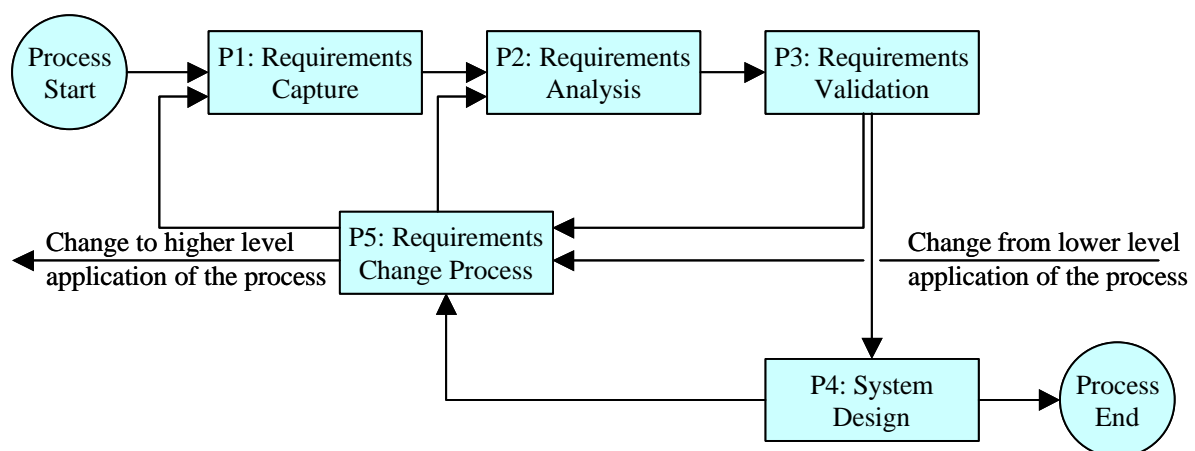 Process
Start
P1: Requirements
Capture
P2: Requirements
Analysis
P3: Requirements
Validation
Change to higher level
application of the process
P5: Requirements
Change Process
Change from lower level
application of the process
P4: System
Design
Process
End